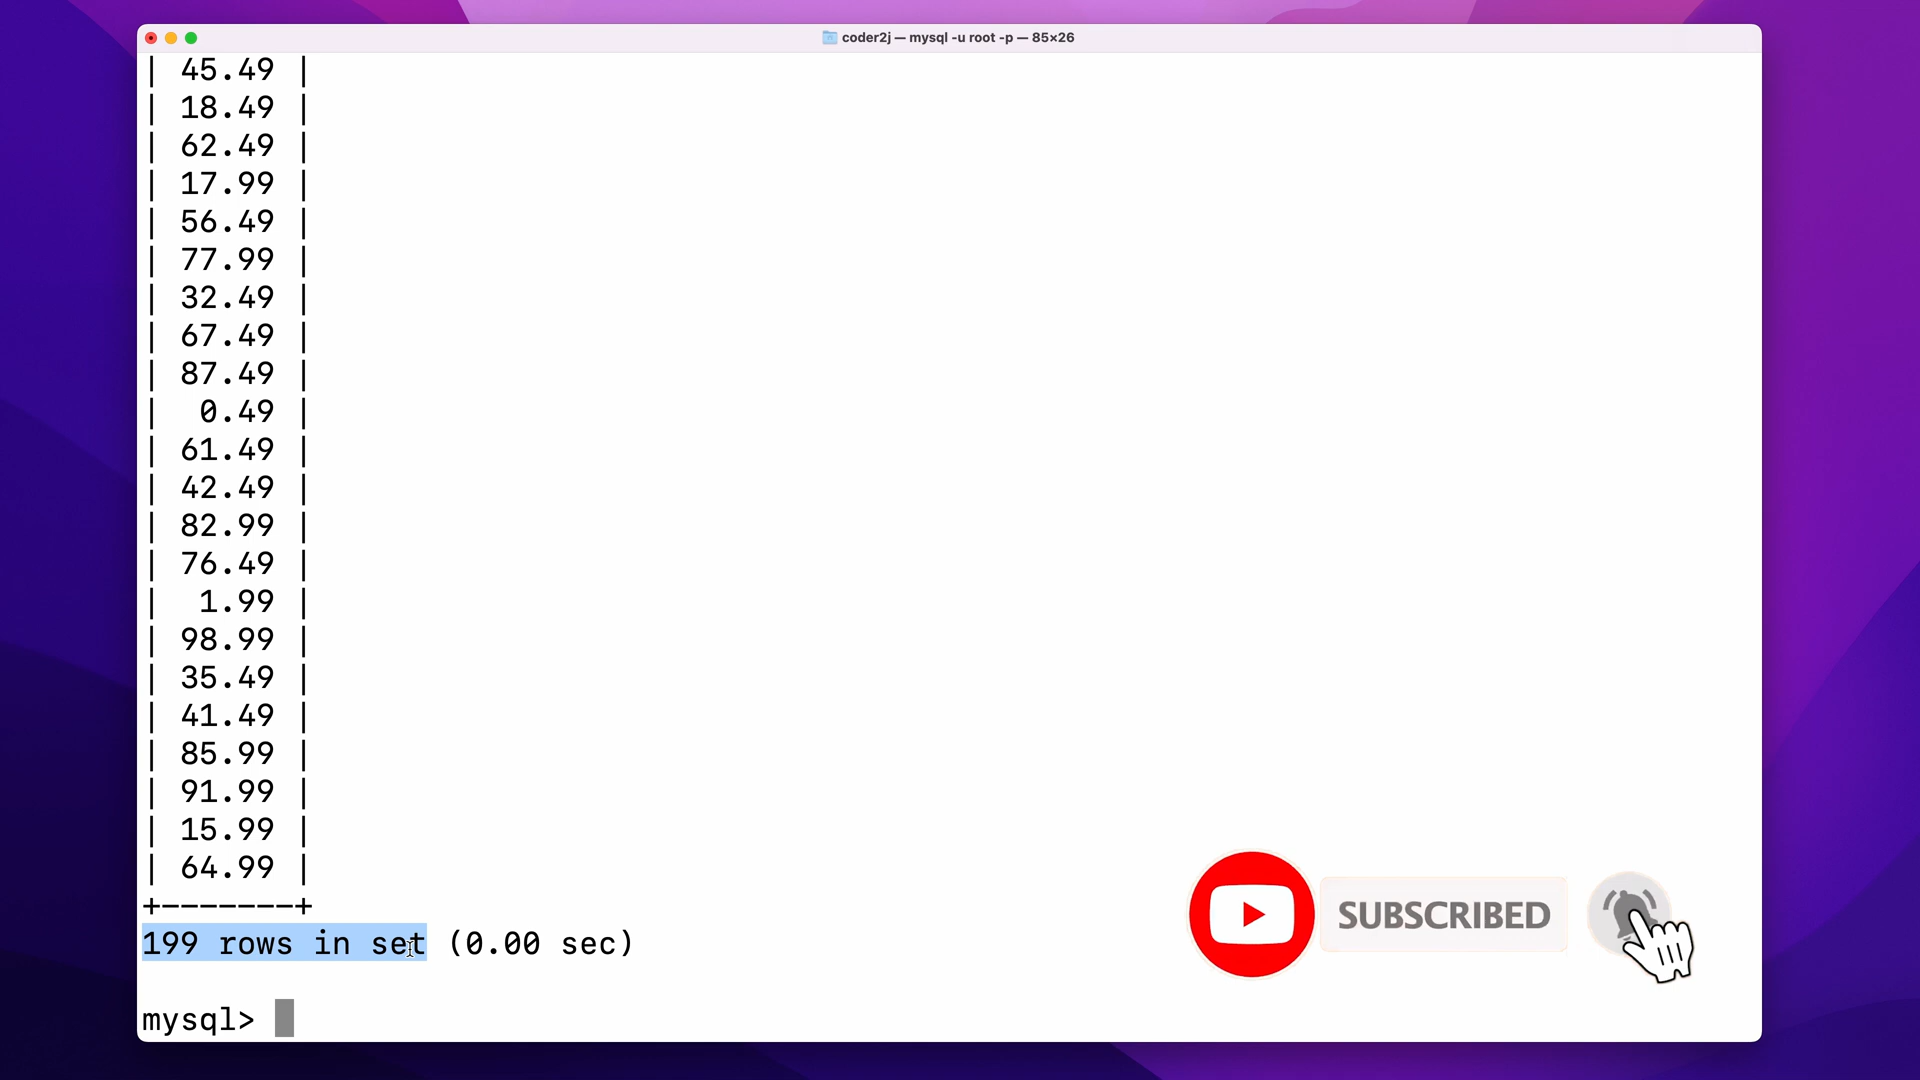 coder2j — mysql -u root -p — 85×26
| 45.49 |
| 18.49 |
| 62.49 |
| 17.99 |
| 56.49 |
| 77.99 |
| 32.49 |
| 67.49 |
| 87.49 |
|  0.49 |
| 61.49 |
| 42.49 |
| 82.99 |
| 76.49 |
|  1.99 |
| 98.99 |
| 35.49 |
| 41.49 |
| 85.99 |
| 91.99 |
| 15.99 |
| 64.99 |
+-------+
199 rows in set (0.00 sec)
SUBSCRIBED
mysql>